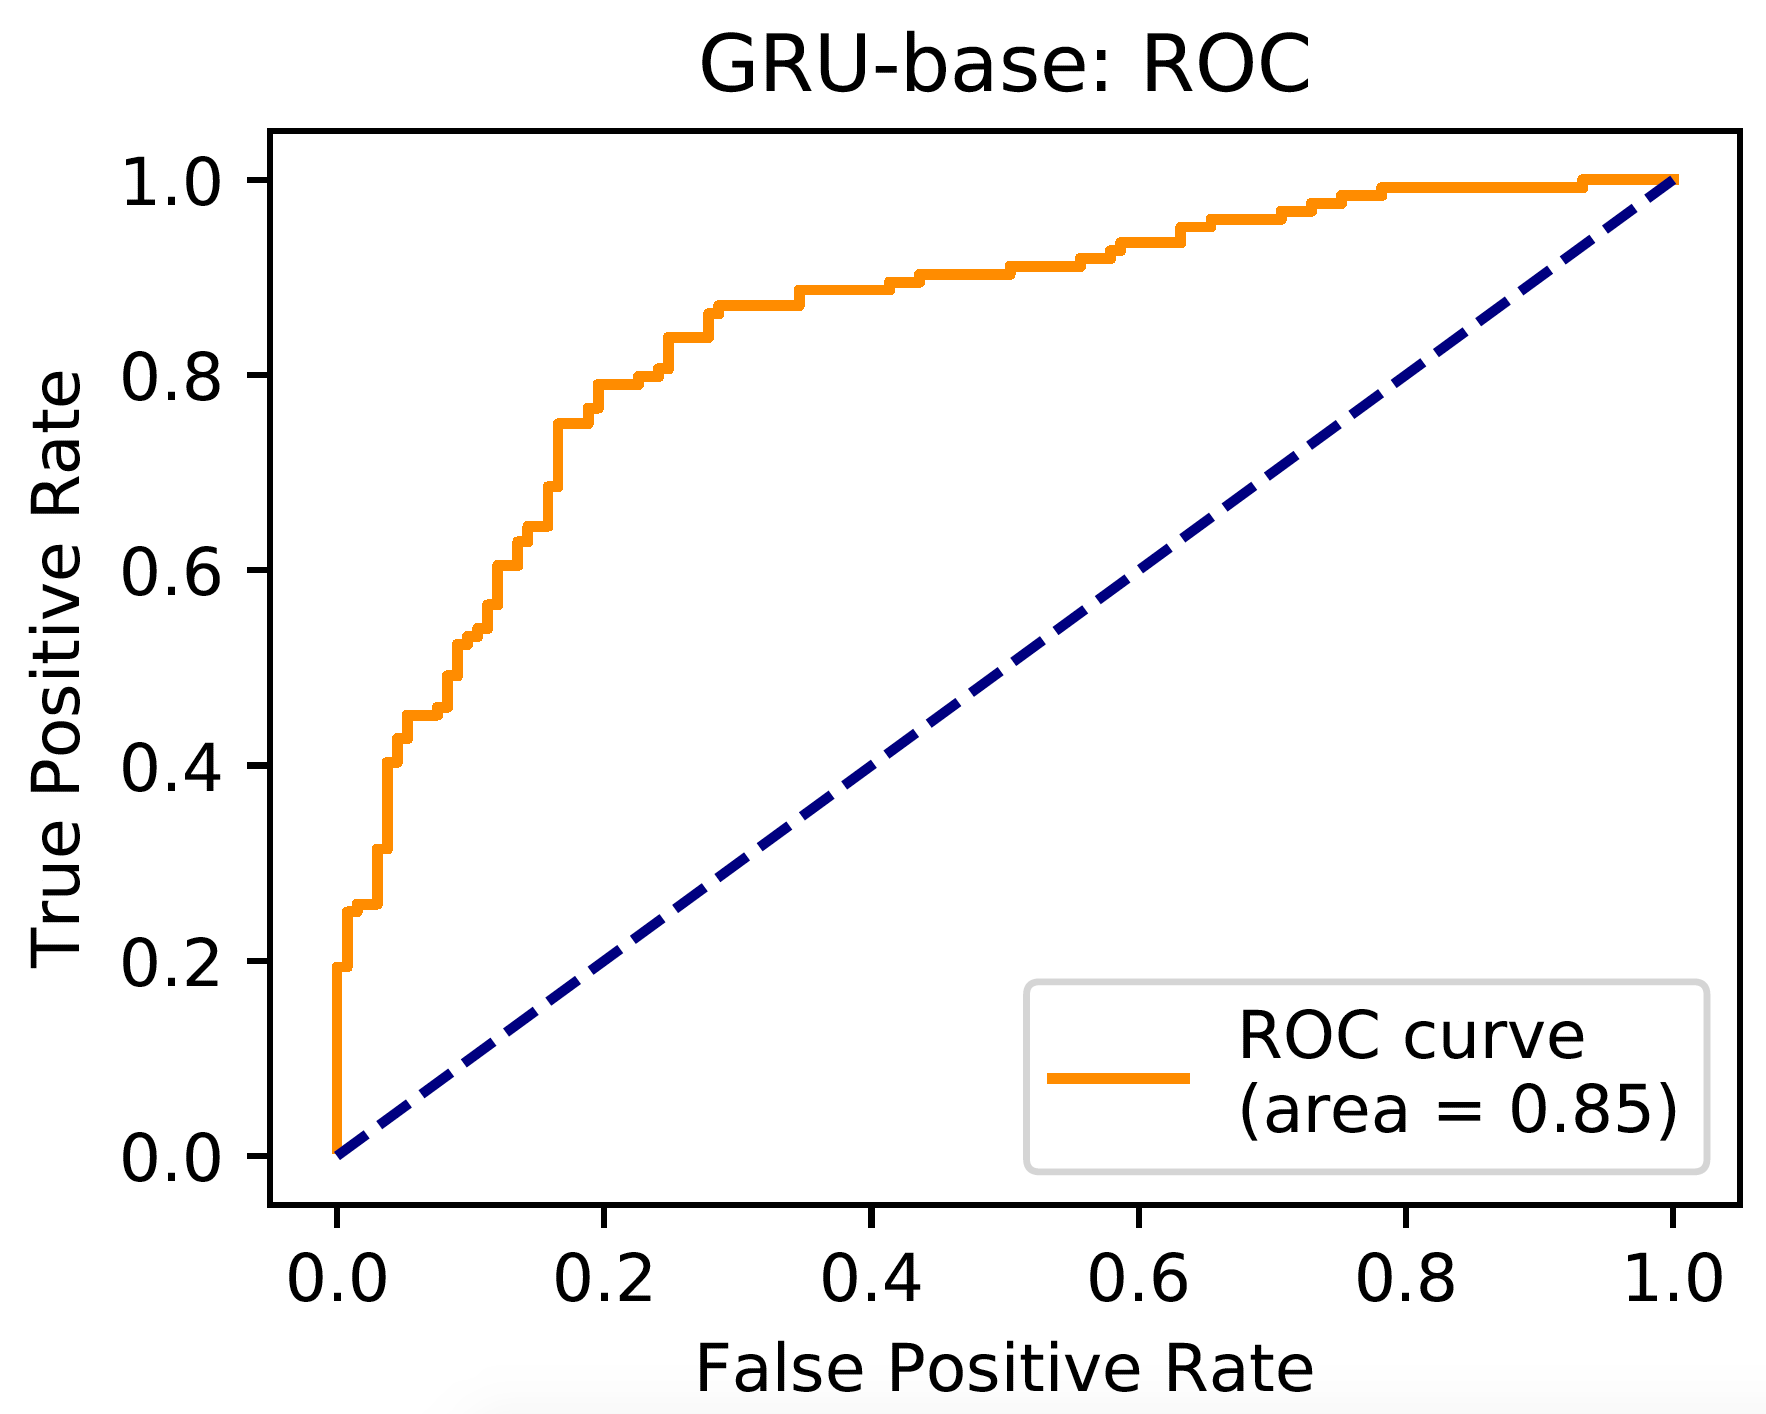 GRU-base: ROC
True Positive Rate
1.0
0.8
0.6
0.4
0.2
0.0
ROC curve
(area = 0.85)
0.0 0.2 0.4 0.6 0.8 1.0
False Positive Rate